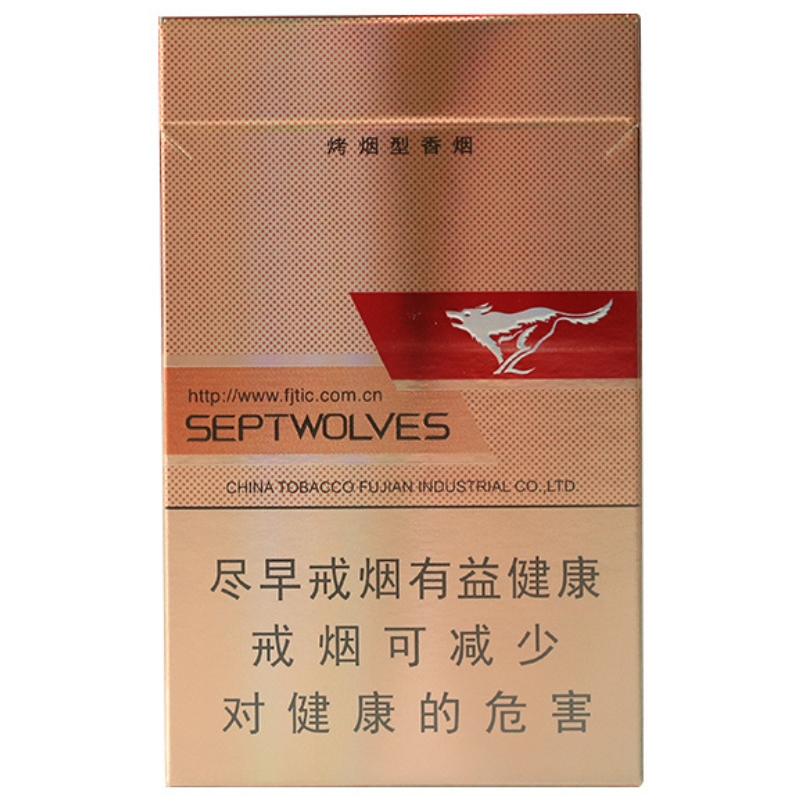 烤烟型香烟
http://www.fjtic.com.cn
SEPTWOLVES
CHINA TOBACCO FUJIAN INDUSTRIAL CO.,LTD.
尽早戒烟有益健康
戒烟可减少
对健康的危害